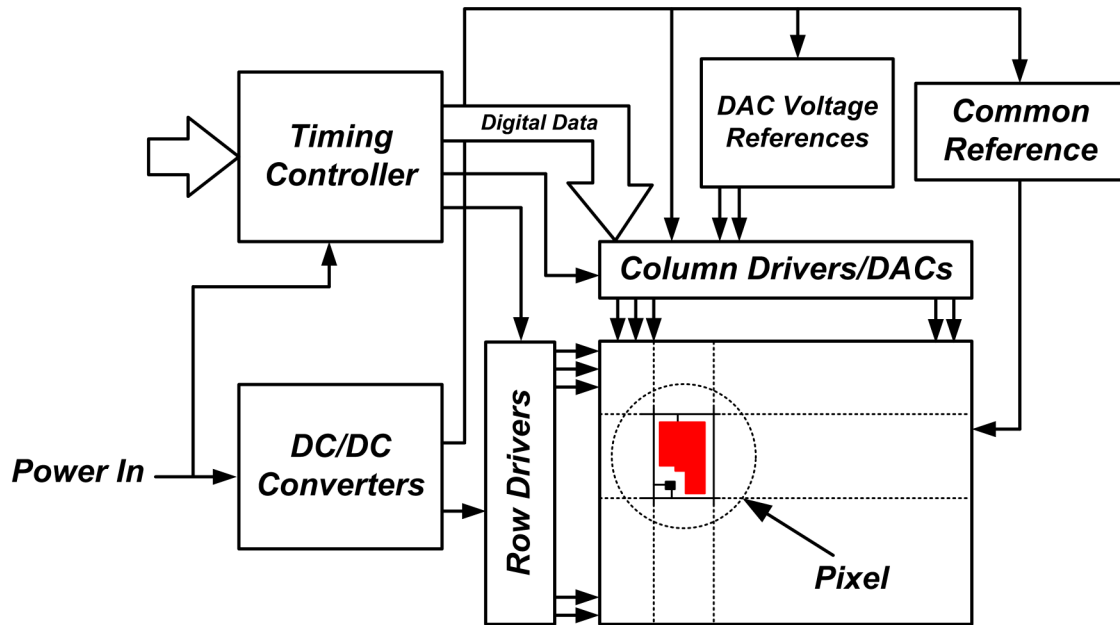 Timing
Controller
Digital Data
DAC Voltage
References
Common
Reference
Column Drivers/DACs
Power In
DC/DC
Converters
Row Drivers
Pixel